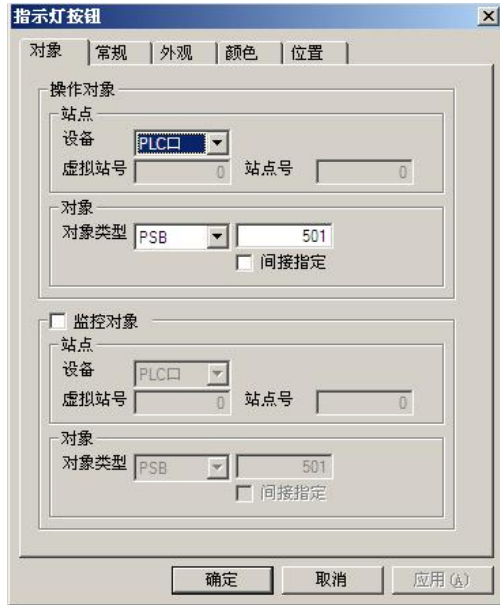 指示灯按钮
对象 常规 外观 颜色 位置
操作对象
站点
设备 PLC口
虚拟站号 0 站点号 0
对象
对象类型 PSB 501
间接指定
监控对象
站点
设备 PLC口
虚拟站号 0 站点号 0
对象
对象类型 PSB 501
间接指定
确定 取消 应用(A)